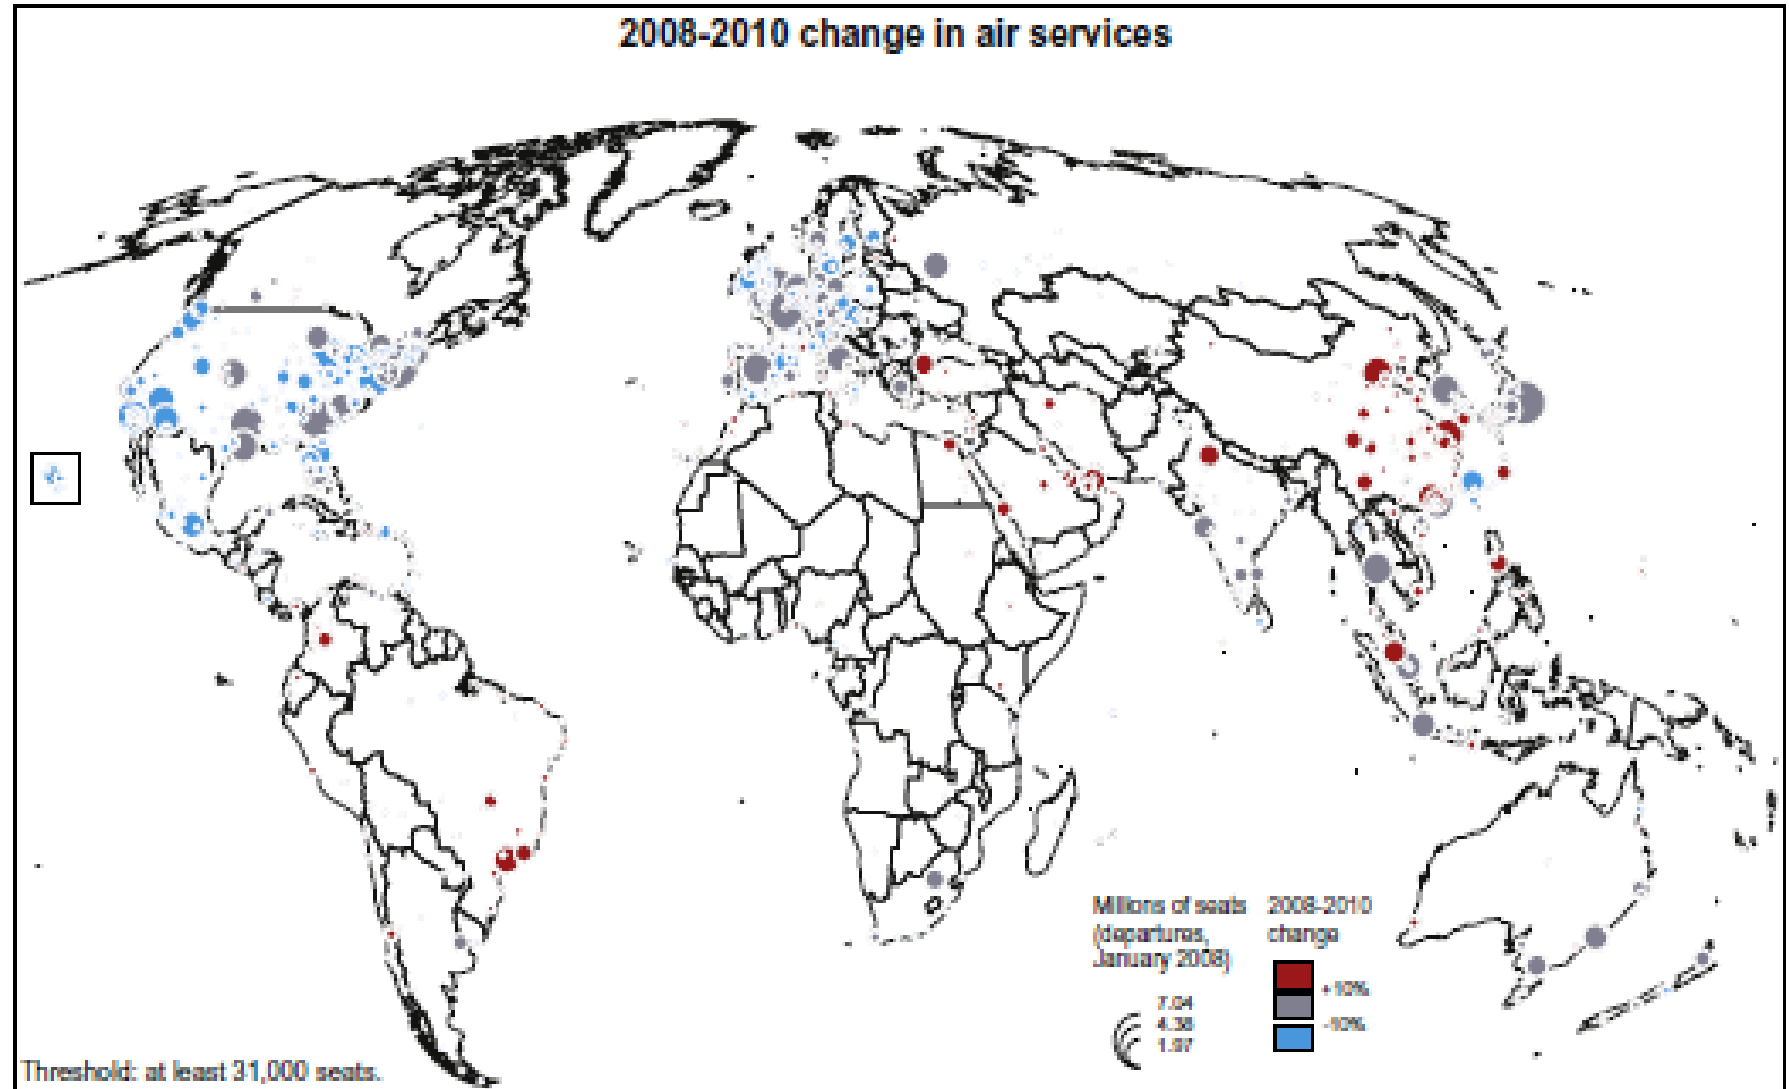 2008-2010 change in air services
Millions of seats
(departures,
January 2008)
7.04
4.38
1.97
2008-2010
change
+10%
-10%
Threshold: at least 31,000 seats.